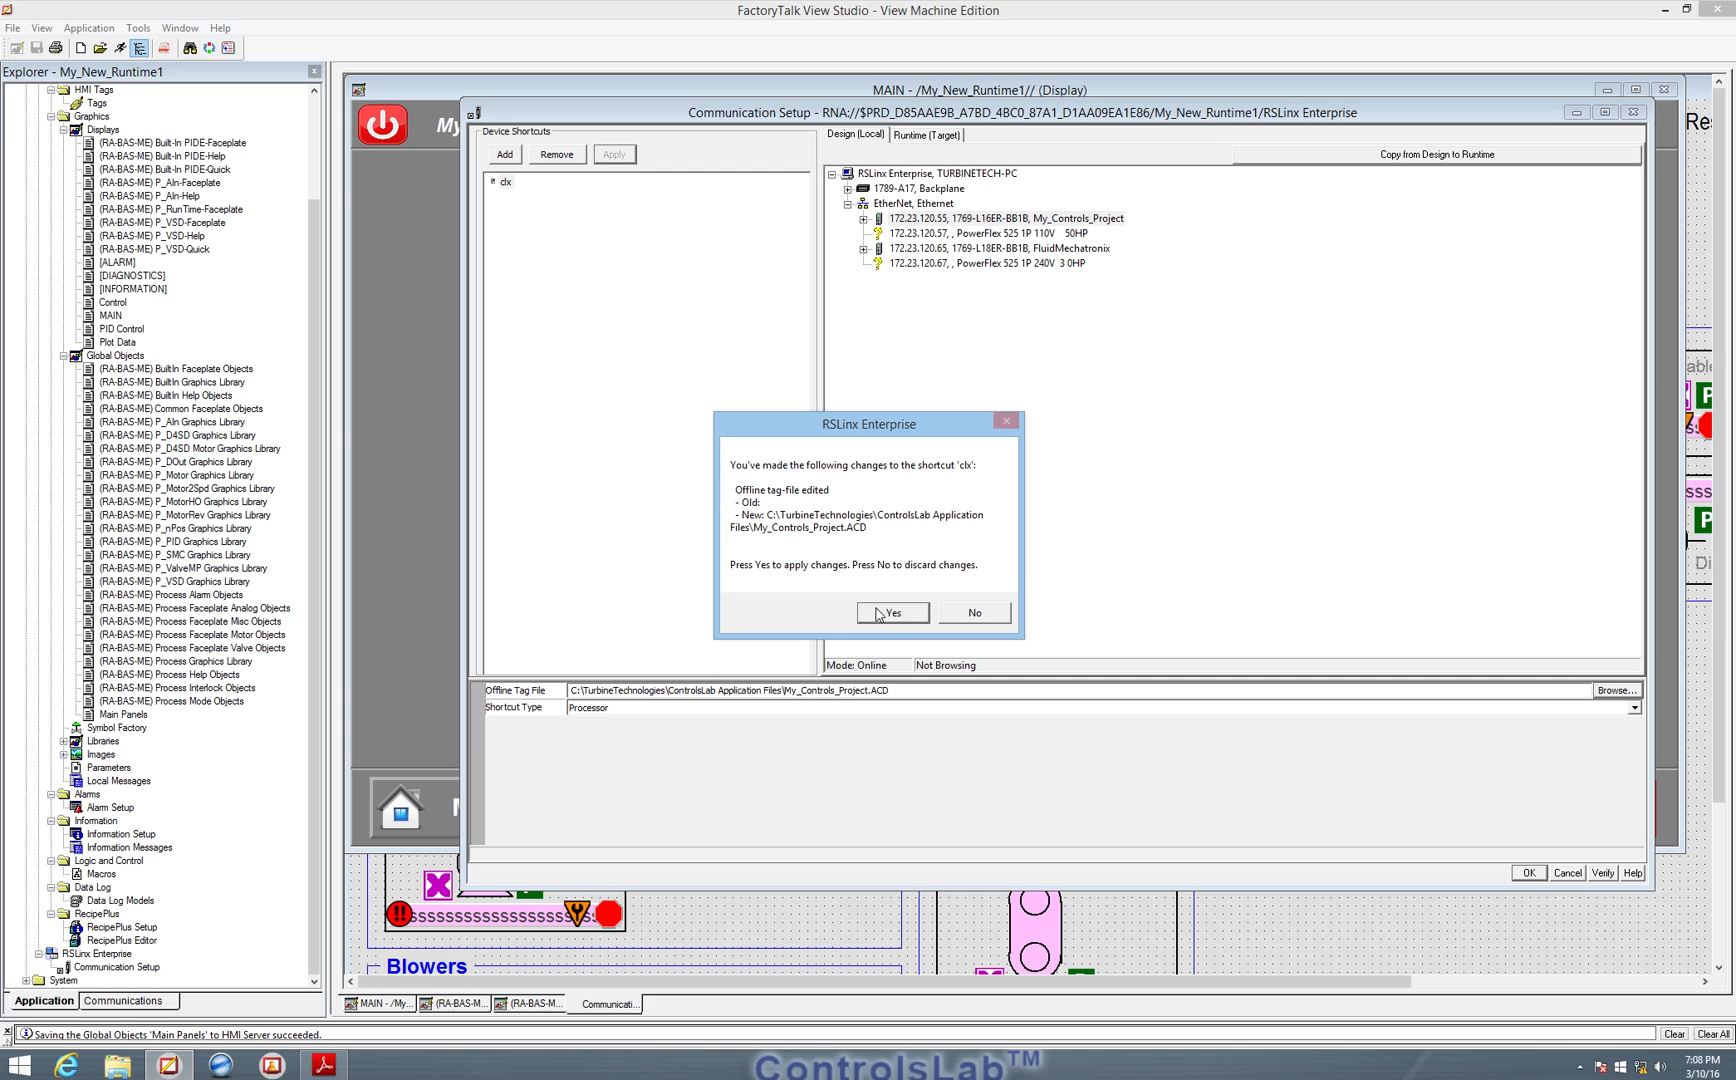 FactoryTalk View Studio - View Machine Edition
File View Application Tools Window Help
Explorer - My_New_Runtime1
HMI Tags
Tags
Graphics
Displays
(RA-BAS-ME) Built-In PIDE-Faceplate
(RA-BAS-ME) Built-In PIDE-Help
(RA-BAS-ME) Built-In PIDE-Quick
(RA-BAS-ME) P_AIn-Faceplate
(RA-BAS-ME) P_AIn-Help
(RA-BAS-ME) P_RunTime-Faceplate
(RA-BAS-ME) P_VSD-Faceplate
(RA-BAS-ME) P_VSD-Help
(RA-BAS-ME) P_VSD-Quick
[ALARM]
[DIAGNOSTICS]
[INFORMATION]
Control
MAIN
PID Control
Plot Data
Global Objects
(RA-BAS-ME) BuiltIn Faceplate Objects
(RA-BAS-ME) BuiltIn Graphics Library
(RA-BAS-ME) BuiltIn Help Objects
(RA-BAS-ME) Common Faceplate Objects
(RA-BAS-ME) P_AIn Graphics Library
(RA-BAS-ME) P_D4SD Graphics Library
(RA-BAS-ME) P_D4SD Motor Graphics Library
(RA-BAS-ME) P_DOut Graphics Library
(RA-BAS-ME) P_Motor Graphics Library
(RA-BAS-ME) P_Motor2Spd Graphics Library
(RA-BAS-ME) P_MotorHO Graphics Library
(RA-BAS-ME) P_MotorRev Graphics Library
(RA-BAS-ME) P_nPos Graphics Library
(RA-BAS-ME) P_PID Graphics Library
(RA-BAS-ME) P_SMC Graphics Library
(RA-BAS-ME) P_ValveMP Graphics Library
(RA-BAS-ME) P_VSD Graphics Library
(RA-BAS-ME) Process Alarm Objects
(RA-BAS-ME) Process Faceplate Analog Objects
(RA-BAS-ME) Process Faceplate Misc Objects
(RA-BAS-ME) Process Faceplate Motor Objects
(RA-BAS-ME) Process Faceplate Valve Objects
(RA-BAS-ME) Process Graphics Library
(RA-BAS-ME) Process Help Objects
(RA-BAS-ME) Process Interlock Objects
(RA-BAS-ME) Process Mode Objects
Main Panels
Symbol Factory
Libraries
Images
Parameters
Local Messages
Alarms
Alarm Setup
Information
Information Setup
Information Messages
Logic and Control
Macros
Data Log
Data Log Models
RecipePlus
RecipePlus Setup
RecipePlus Editor
RSLinx Enterprise
Communication Setup
System
Application Communications
MAIN - /My_New_Runtime1// (Display)
My
Communication Setup - RNA://$PRD_D85AAE9B_A7BD_4BC0_87A1_D1AA09EA1E86/My_New_Runtime1/RSLinx Enterprise
Device Shortcuts
Add Remove Apply
clx
Design (Local) Runtime (Target)
Copy from Design to Runtime
RSLinx Enterprise, TURBINETECH-PC
1789-A17, Backplane
EtherNet, Ethernet
172.23.120.55, 1769-L16ER-BB1B, My_Controls_Project
172.23.120.57, , PowerFlex 525 1P 110V 50HP
172.23.120.65, 1769-L18ER-BB1B, FluidMechatronix
172.23.120.67, , PowerFlex 525 1P 240V 3 0HP
RSLinx Enterprise
You've made the following changes to the shortcut 'clx':
Offline tag-file edited
- Old:
- New: C:\TurbineTechnologies\ControlsLab Application
Files\My_Controls_Project.ACD
Press Yes to apply changes. Press No to discard changes.
Yes No
Mode: Online Not Browsing
Offline Tag File C:\TurbineTechnologies\ControlsLab Application Files\My_Controls_Project.ACD Browse...
Shortcut Type Processor
OK Cancel Verify Help
sssssssssssssssss
Blowers
MAIN - /My... (RA-BAS-M... (RA-BAS-M... Communicati...
Saving the Global Objects 'Main Panels' to HMI Server succeeded.
Clear Clear All
ControlsLab™
7:08 PM
3/10/16